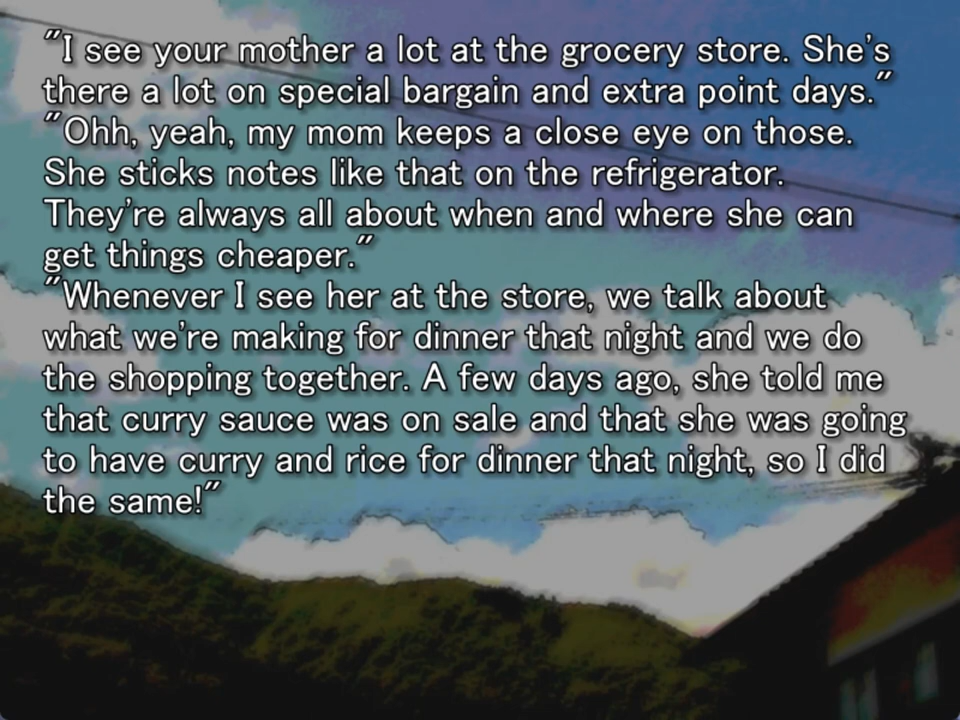 "I see your mother a lot at the grocery store. She's
there a lot on special bargain and extra point days."
"Ohh, yeah, my mom keeps a close eye on those.
She sticks notes like that on the refrigerator.
They're always all about when and where she can
get things cheaper."
"Whenever I see her at the store, we talk about
what we're making for dinner that night and we do
the shopping together. A few days ago, she told me
that curry sauce was on sale and that she was going
to have curry and rice for dinner that night, so I did
the same!"